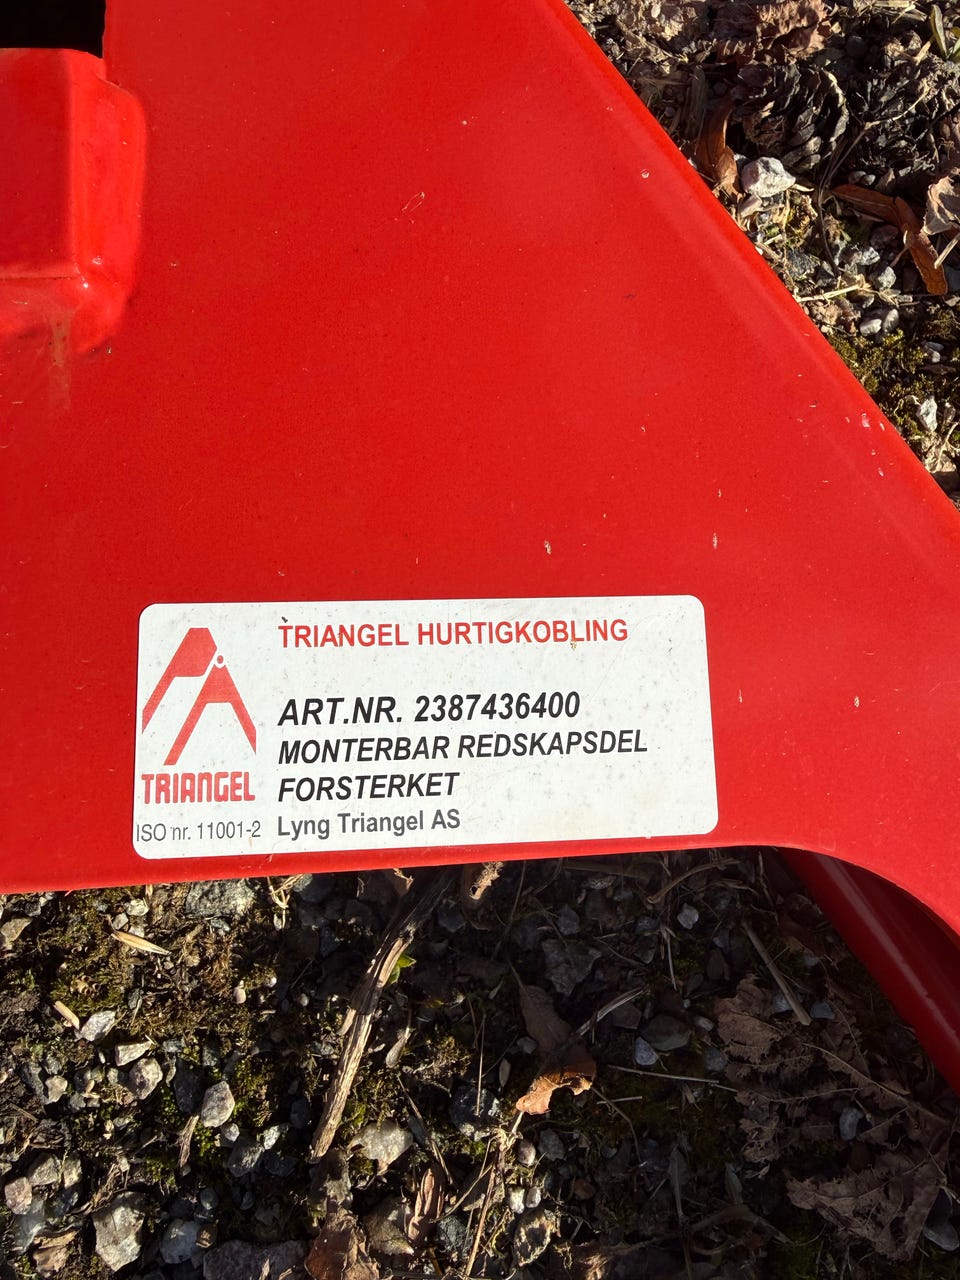 TRIANGEL HURTIGKOBLING
ART.NR. 2387436400
MONTERBAR REDSKAPSDEL
FORSTERKET
Lyng Triangel AS
TRIANGEL
ISO nr. 11001-2